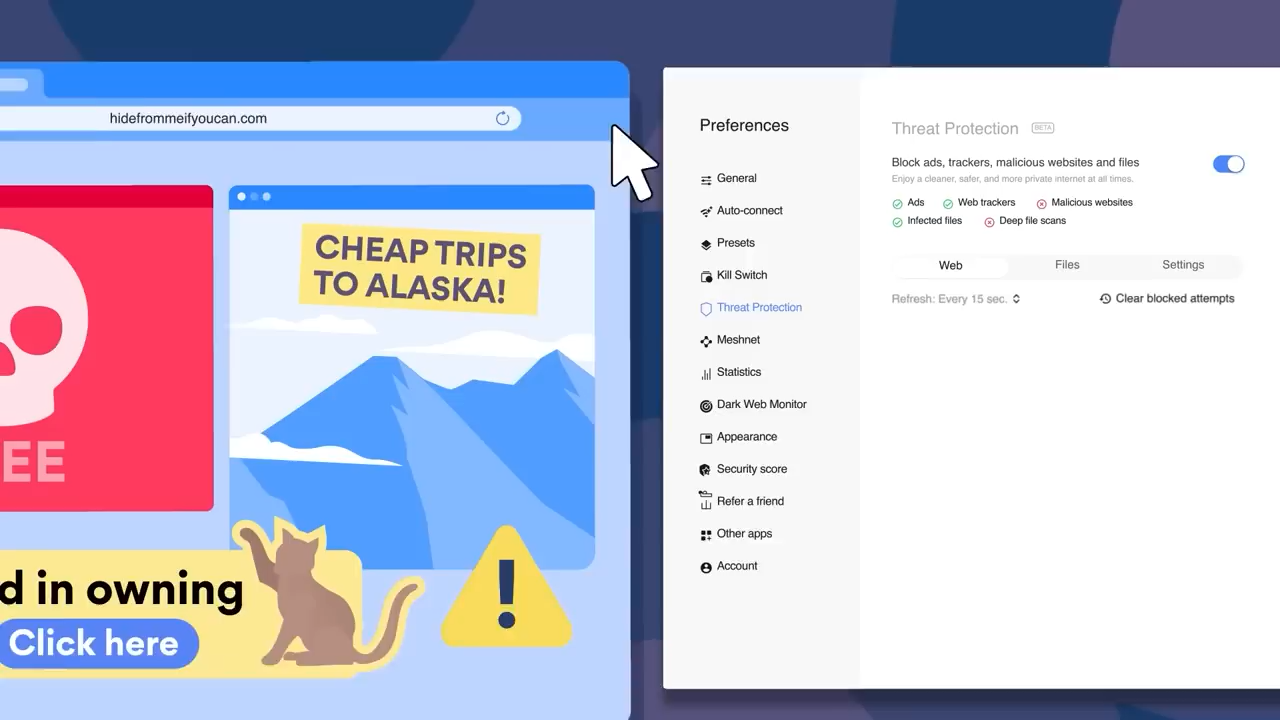 hidefrommeifyoucan.com
CHEAP TRIPS
TO ALASKA!
EE
d in owning
Click here
Preferences
General
Auto-connect
Presets
Kill Switch
Threat Protection
Meshnet
Statistics
Dark Web Monitor
Appearance
Security score
Refer a friend
Other apps
Account
Threat Protection BETA
Block ads, trackers, malicious websites and files
Enjoy a cleaner, safer, and more private internet at all times.
Ads Web trackers Malicious websites
Infected files Deep file scans
Web Files Settings
Refresh: Every 15 sec. Clear blocked attempts